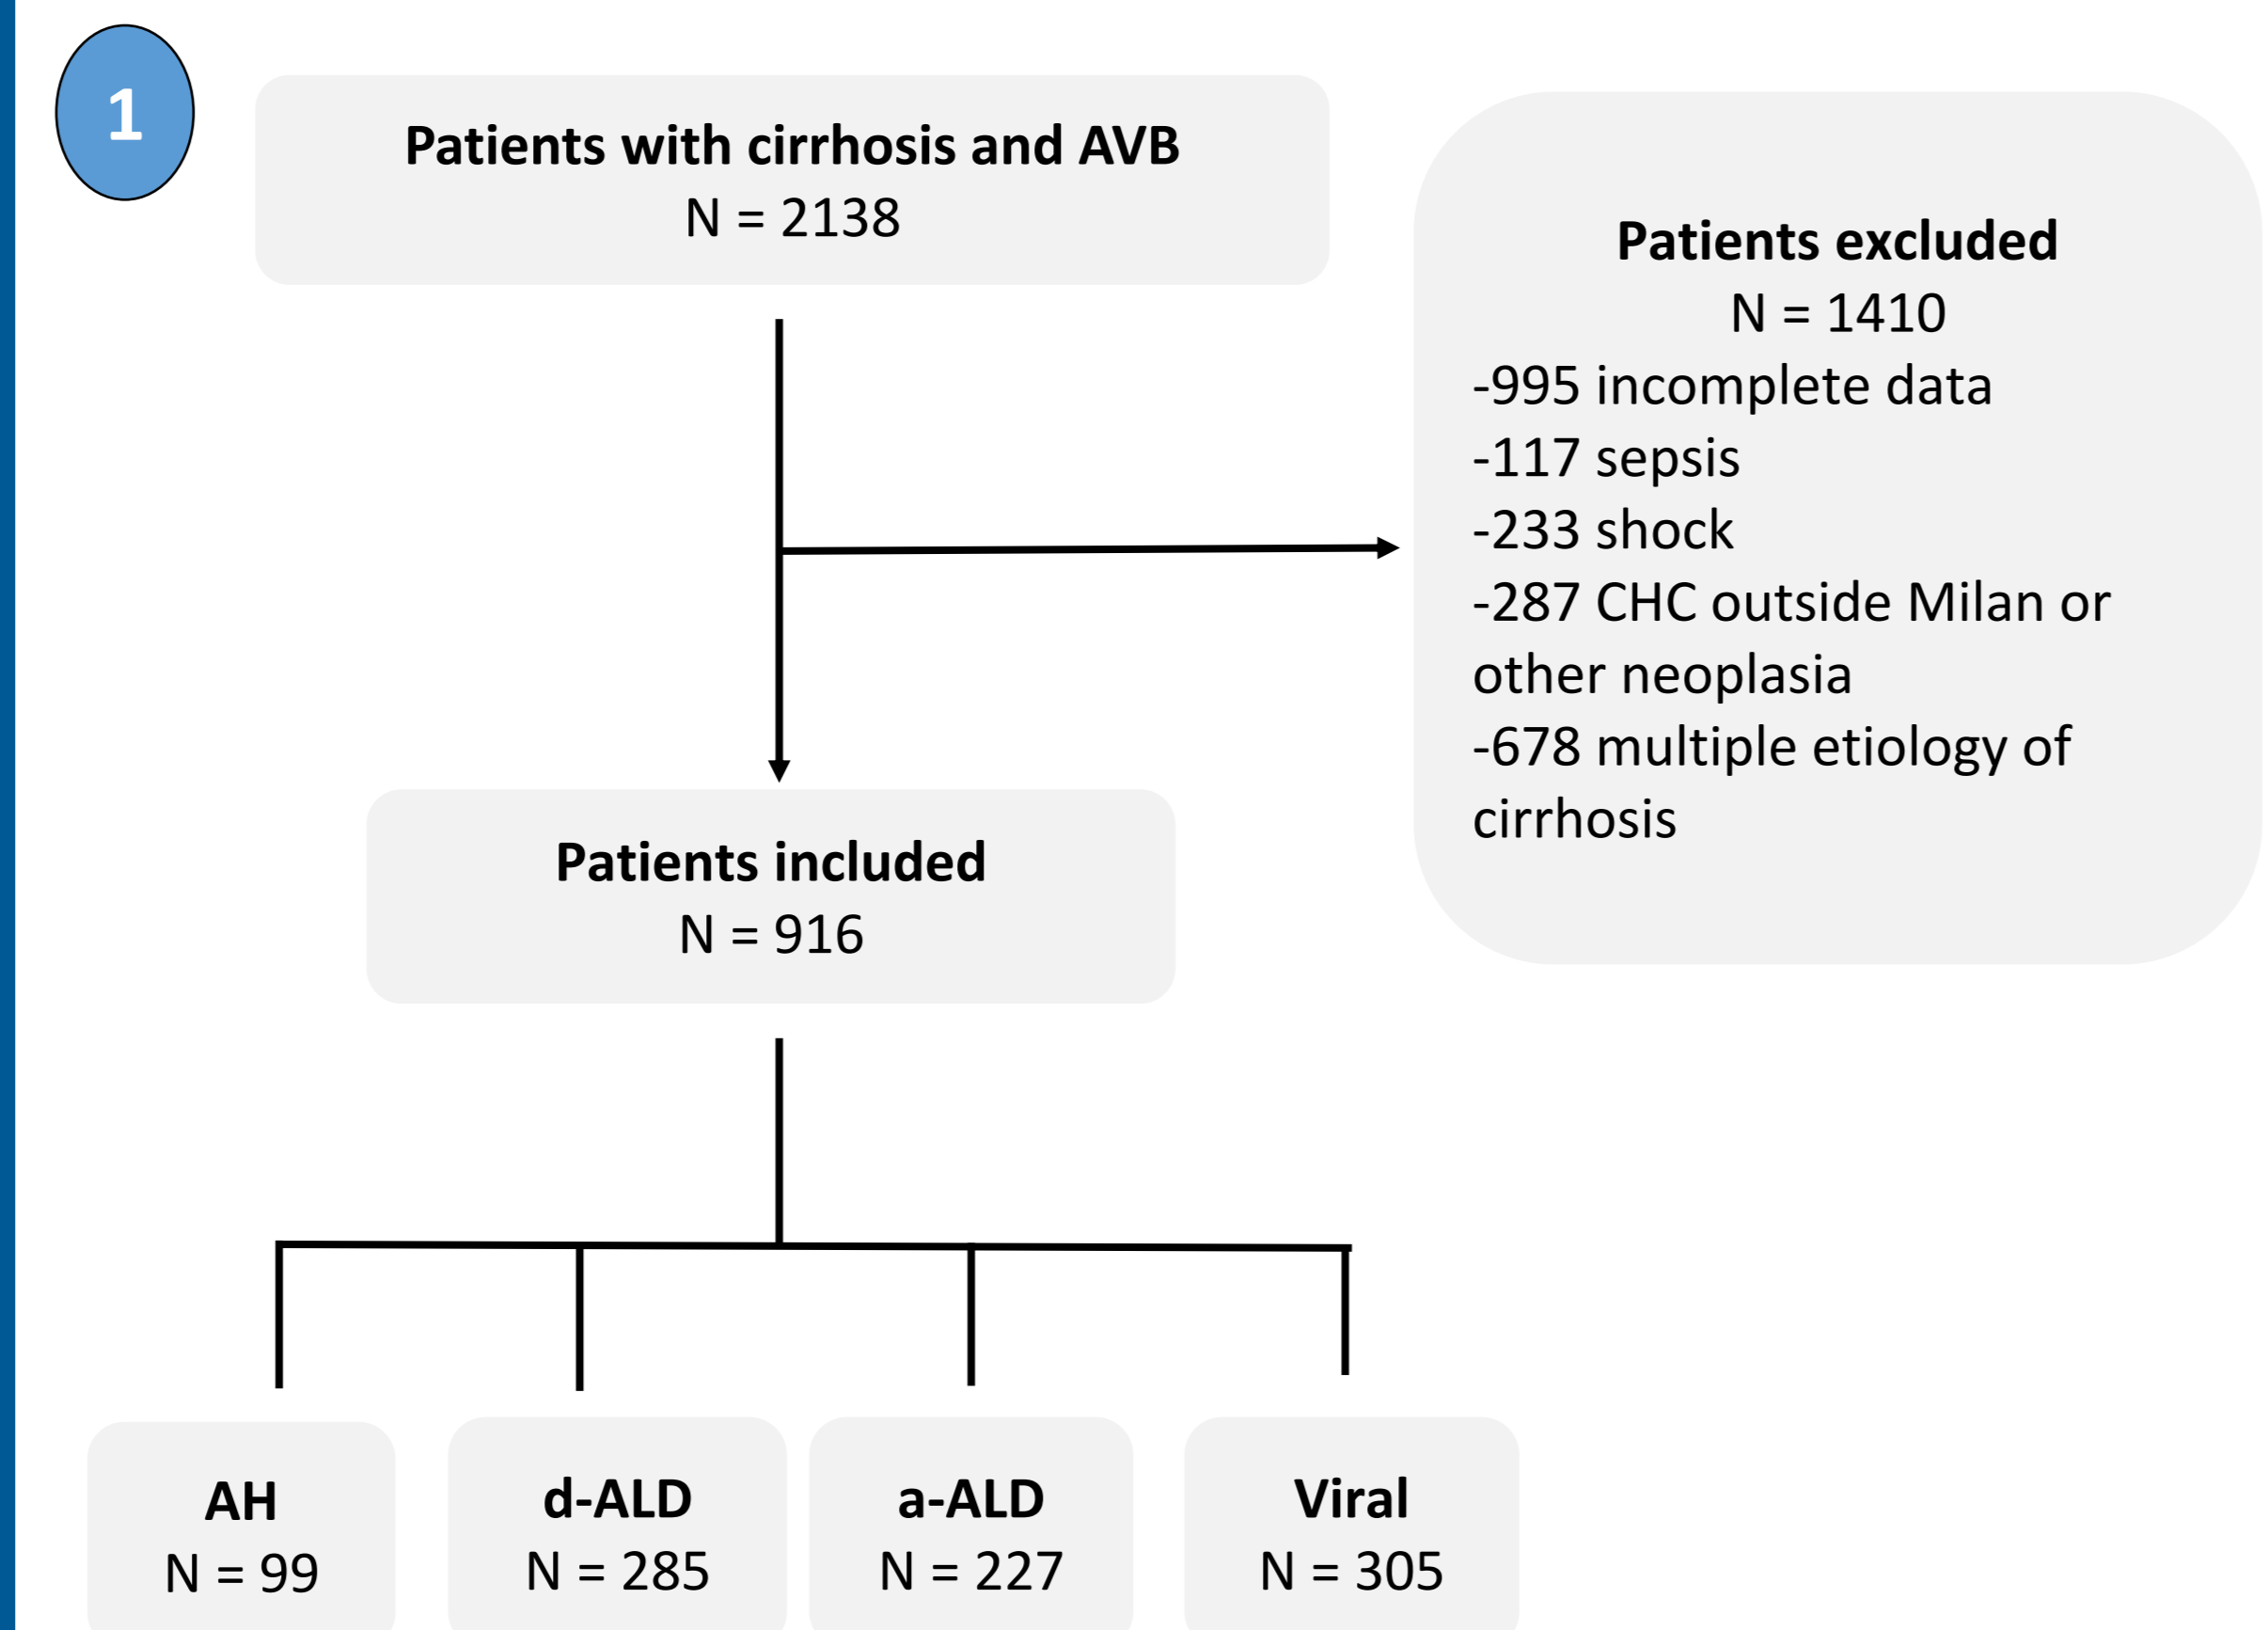 1
Patients with cirrhosis and AVB
N = 2138
Patients excluded
N = 1410
-995 incomplete data
-117 sepsis
-233 shock
-287 CHC outside Milan or
other neoplasia
-678 multiple etiology of
cirrhosis
Patients included
N = 916
AH
N = 99
d-ALD
N = 285
a-ALD
N = 227
Viral
N = 305